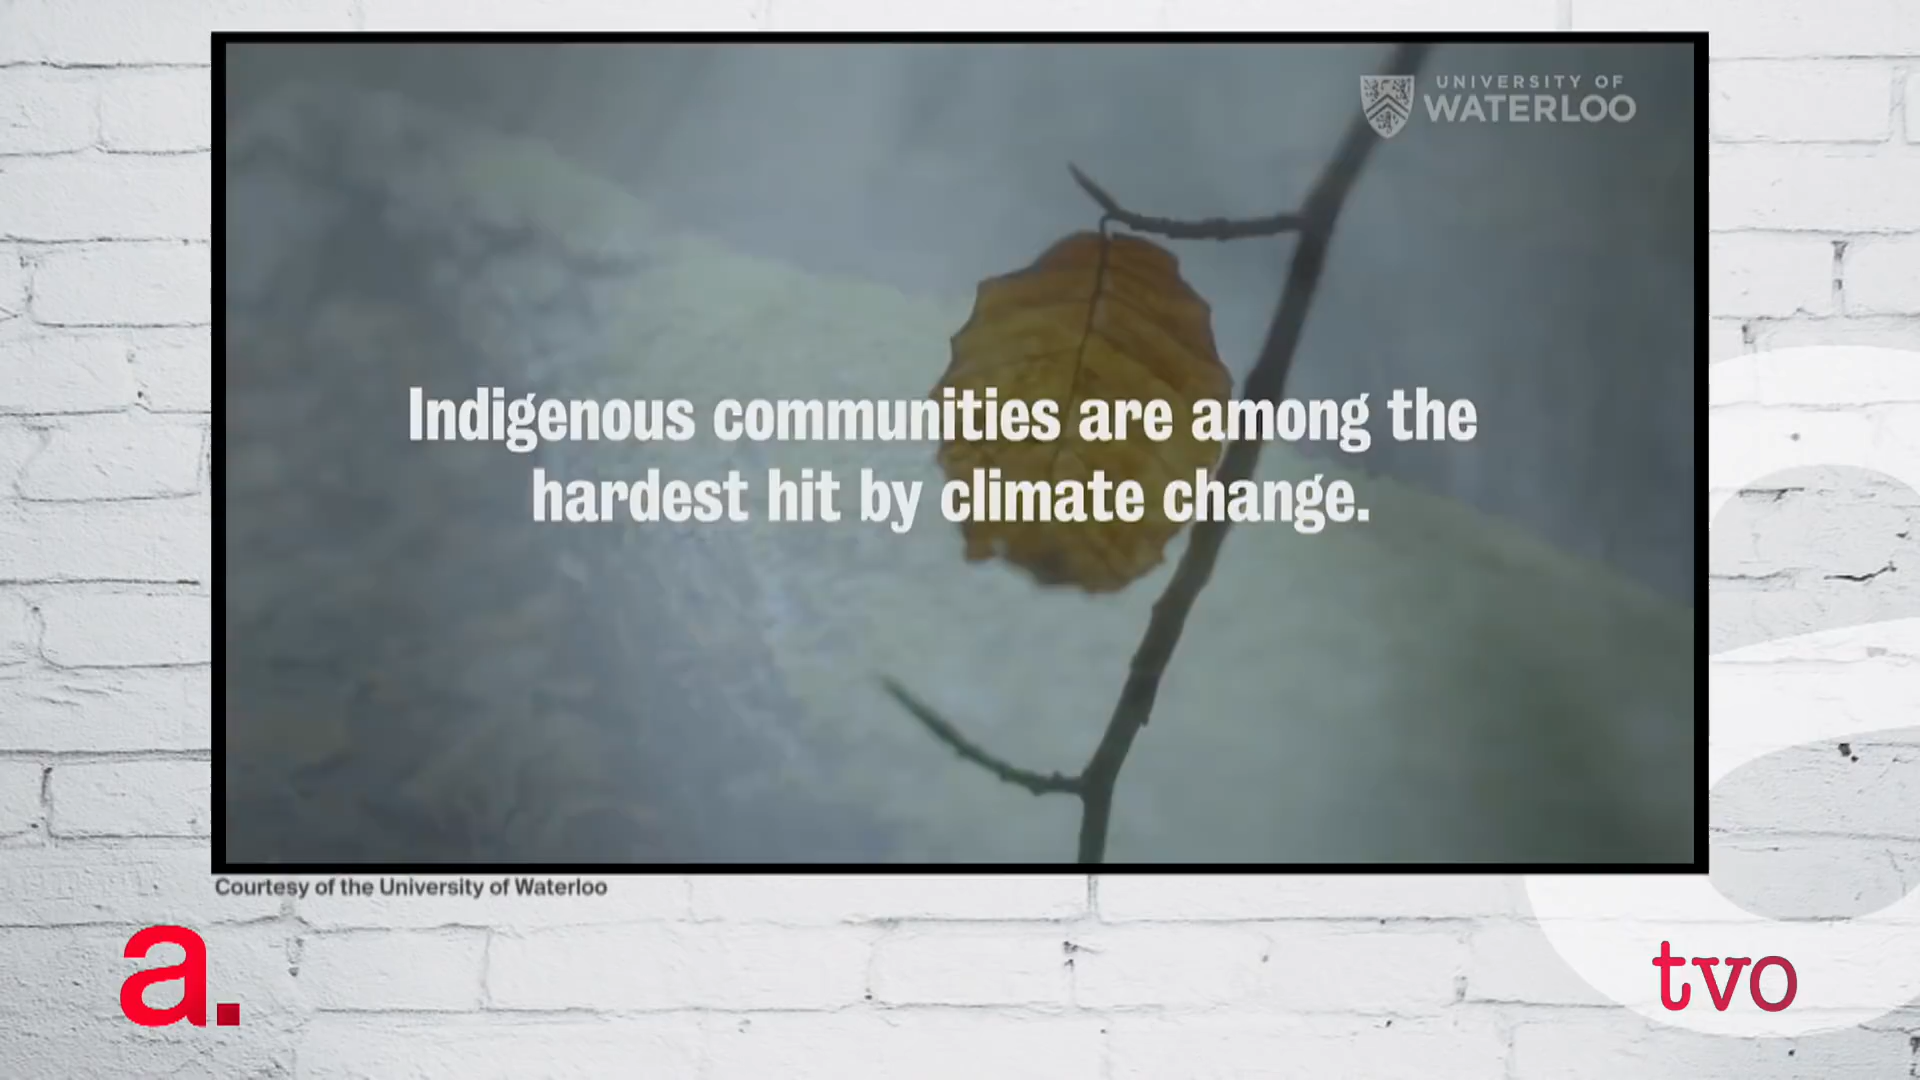 UNIVERSITY OF
WATERLOO
Indigenous communities are among the
hardest hit by climate change.
Courtesy of the University of Waterloo
a.
tvo